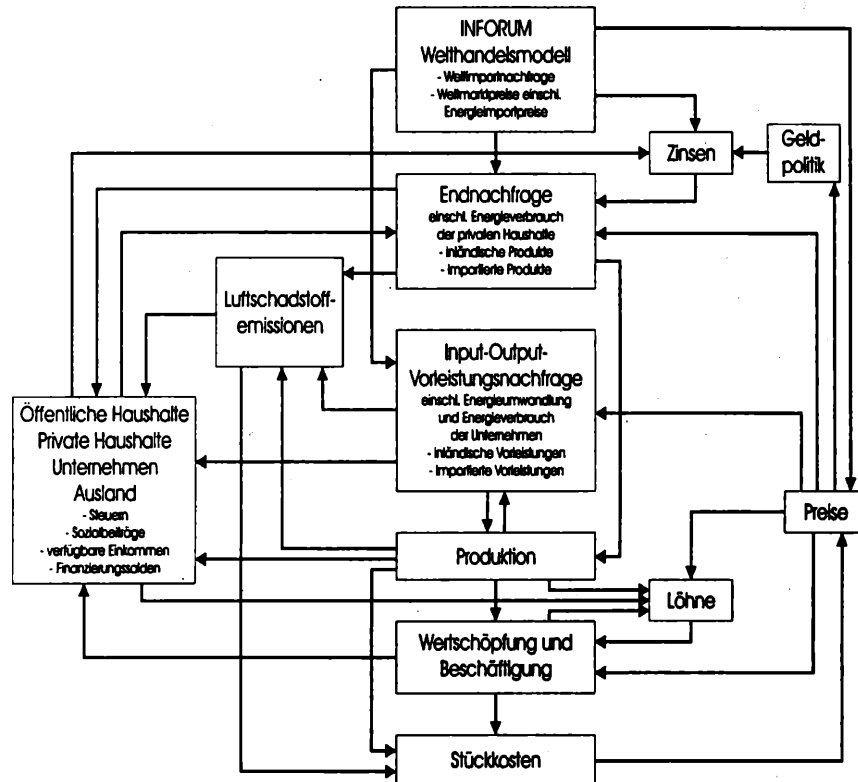 INFORUM
Welthandelsmodell
- Weltimportnachfrage
- Weltmarktpreise einschl.
Energieimportpreise
Zinsen
Geld-
politik
Endnachfrage
einschl. Energieverbrauch
der privaten Haushalte
- Inländische Produkte
- Importierte Produkte
Luftschadstoff-
emissionen
Input-Output-
Vorleistungsnachfrage
einschl. Energieumwandlung
und Energieverbrauch
der Unternehmen
- Inländische Vorleistungen
- Importierte Vorleistungen
Öffentliche Haushalte
Private Haushalte
Unternehmen
Ausland
- Steuern
- Sozialbeiträge
- verfügbare Einkommen
- Finanzierungssalden
Preise
Produktion
Löhne
Wertschöpfung und
Beschäftigung
Stückkosten